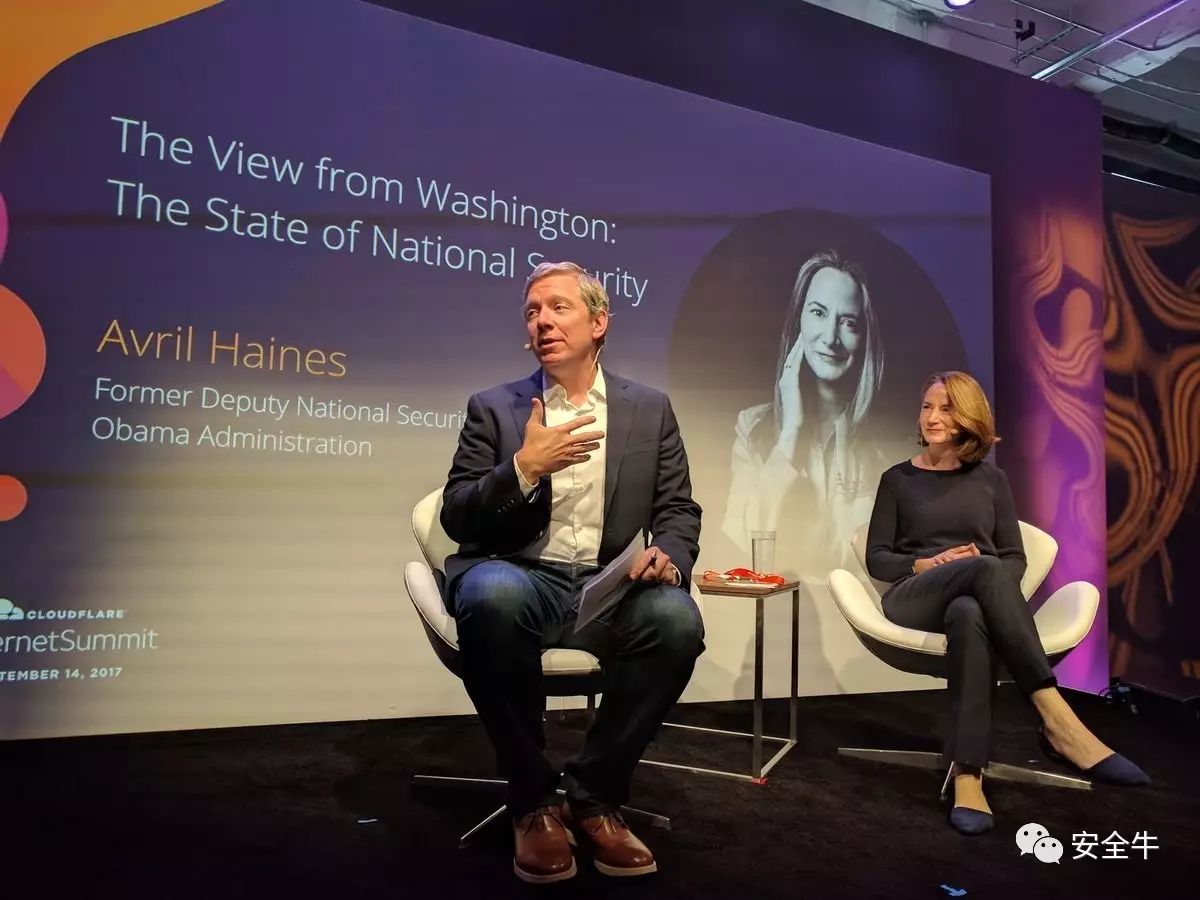 The View from Washington:
The State of National Security
Avril Haines
Former Deputy National Securi
Obama Administration
CLOUDFLARE
ernetSummit
TEMBER 14, 2017
安全牛